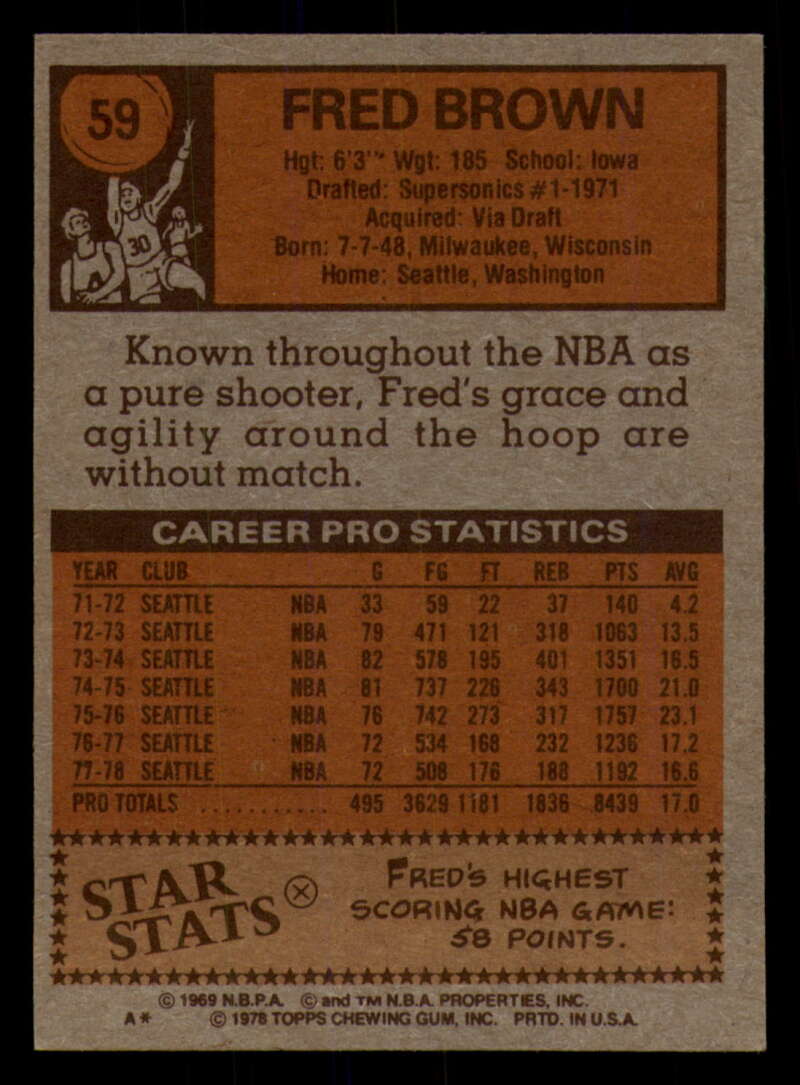 59
FRED BROWN
Hgt: 6'3" Wgt: 185 School: Iowa
Drafted: Supersonics #1-1971
Acquired: Via Draft
Born: 7-7-48, Milwaukee, Wisconsin
Home: Seattle, Washington
30
Known throughout the NBA as
a pure shooter, Fred's grace and
agility around the hoop are
without match.
CAREER PRO STATISTICS
YEAR CLUB G FG FT REB PTS AVG
71-72 SEATTLE NBA 33 59 22 37 140 4.2
72-73 SEATTLE NBA 79 471 121 318 1063 13.5
73-74 SEATTLE NBA 82 578 195 401 1351 16.5
74-75 SEATTLE NBA 81 737 226 343 1700 21.0
75-76 SEATTLE NBA 76 742 273 317 1757 23.1
76-77 SEATTLE NBA 72 534 168 232 1236 17.2
77-78 SEATTLE NBA 72 508 176 188 1192 16.6
PRO TOTALS ............ 495 3629 1181 1836 8439 17.0
STAR
STATS
FRED'S HIGHEST
SCORING NBA GAME:
58 POINTS.
© 1969 N.B.P.A. © and TM N.B.A. PROPERTIES, INC.
A* © 1978 TOPPS CHEWING GUM, INC. PRTD. IN U.S.A.